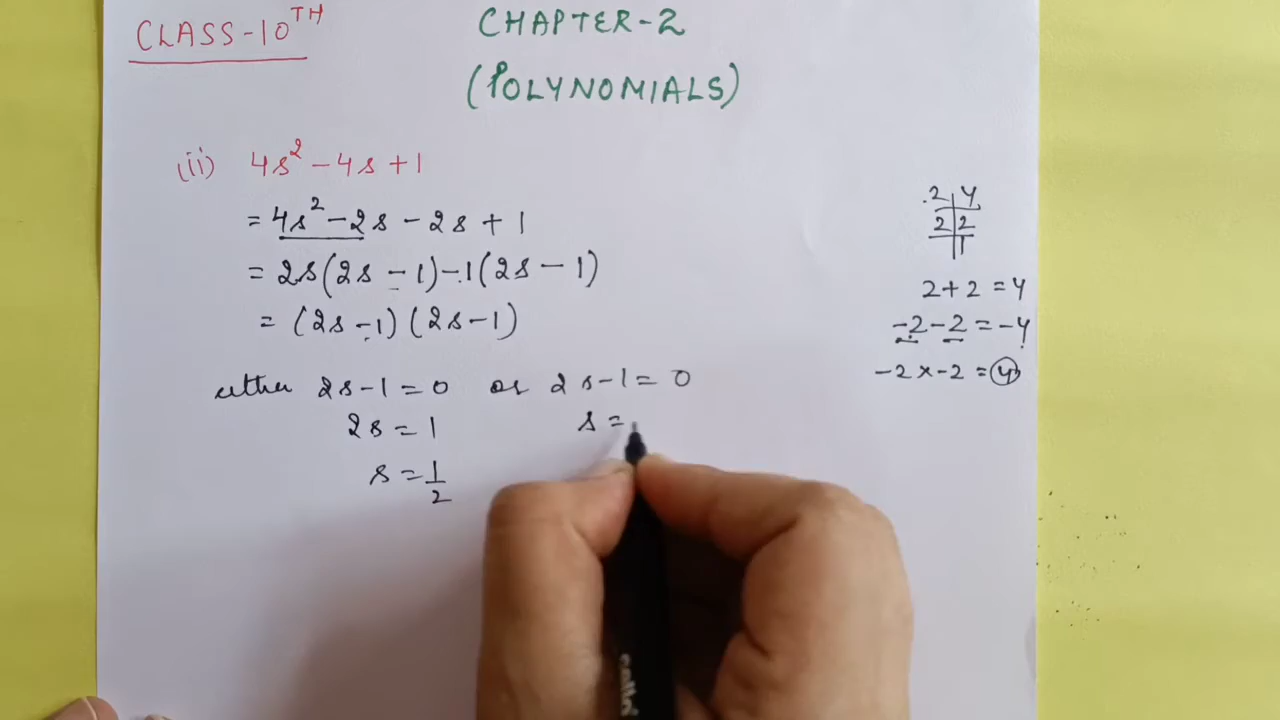 CLASS-10TH
CHAPTER-2
(POLYNOMIALS)
(ii) 4s² - 4s + 1
= 4s² - 2s - 2s + 1
= 2s(2s - 1) - 1(2s - 1)
= (2s - 1)(2s - 1)
either 2s - 1 = 0 or 2s - 1 = 0
2s = 1 s =
s = 1/2
2 | 4
2 | 2
| 1
2 + 2 = 4
-2 - 2 = -4
-2 × -2 = 4